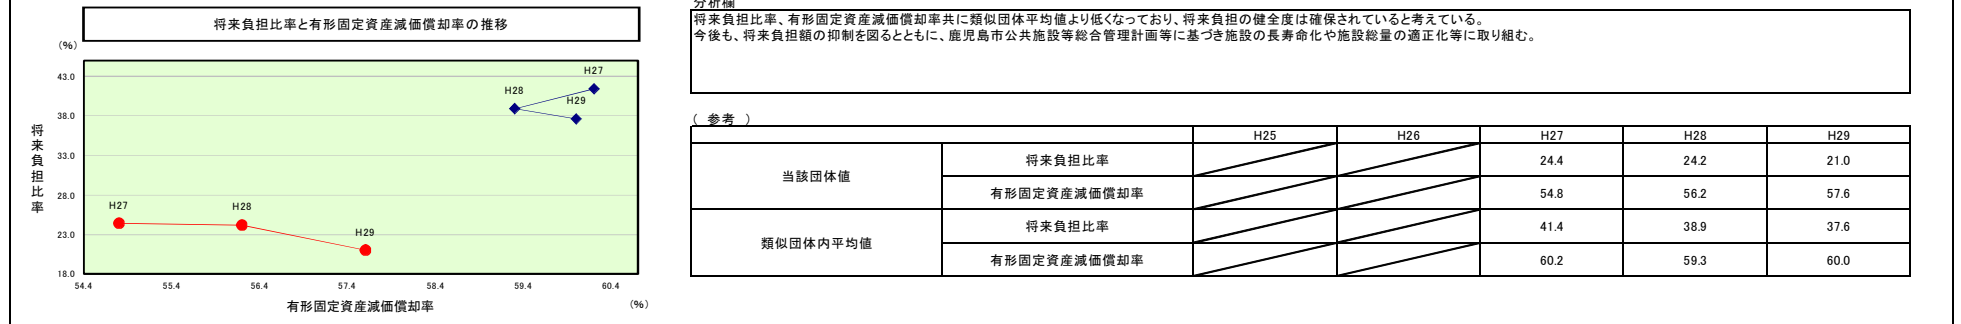 将来負担比率と有形固定資産減価償却率の推移
(%)
43.0
38.0
33.0
28.0
23.0
18.0
将来負担比率
H27
H28
H29
H27
H28
H29
54.4 55.4 56.4 57.4 58.4 59.4 60.4
有形固定資産減価償却率
(%)
分析欄
将来負担比率、有形固定資産減価償却率共に類似団体平均値より低くなっており、将来負担の健全度は確保されていると考えている。
今後も、将来負担額の抑制を図るとともに、鹿児島市公共施設等総合管理計画等に基づき施設の長寿命化や施設総量の適正化等に取り組む。
( 参考 )
H25 H26 H27 H28 H29
当該団体値
将来負担比率 24.4 24.2 21.0
有形固定資産減価償却率 54.8 56.2 57.6
類似団体内平均値
将来負担比率 41.4 38.9 37.6
有形固定資産減価償却率 60.2 59.3 60.0